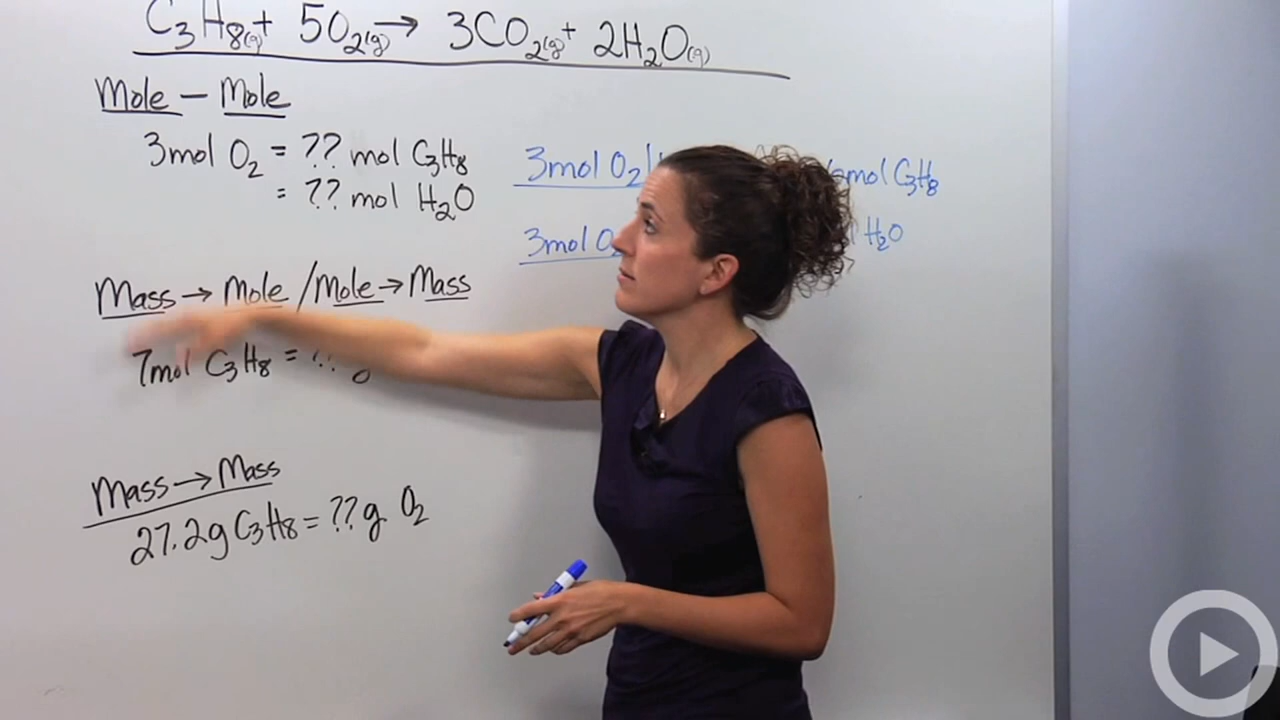 C₃H₈(g) + 5O₂(g) → 3CO₂(g) + 2H₂O(g)
Mole – Mole
3mol O₂ = ?? mol C₃H₈
= ?? mol H₂O
3mol O₂
mol C₃H₈
3mol O₂
H₂O
Mass → Mole / Mole → Mass
7mol C₃H₈ = ?? g
Mass → Mass
27.2g C₃H₈ = ?? g O₂